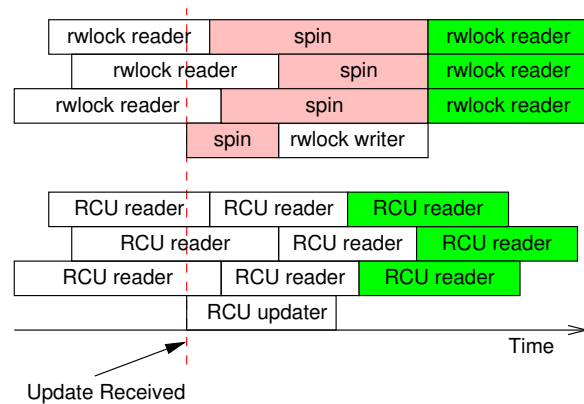 rwlock reader spin rwlock reader
rwlock reader spin rwlock reader
rwlock reader spin rwlock reader
spin rwlock writer
RCU reader RCU reader RCU reader
RCU reader RCU reader RCU reader
RCU reader RCU reader RCU reader
RCU updater
Time
Update Received